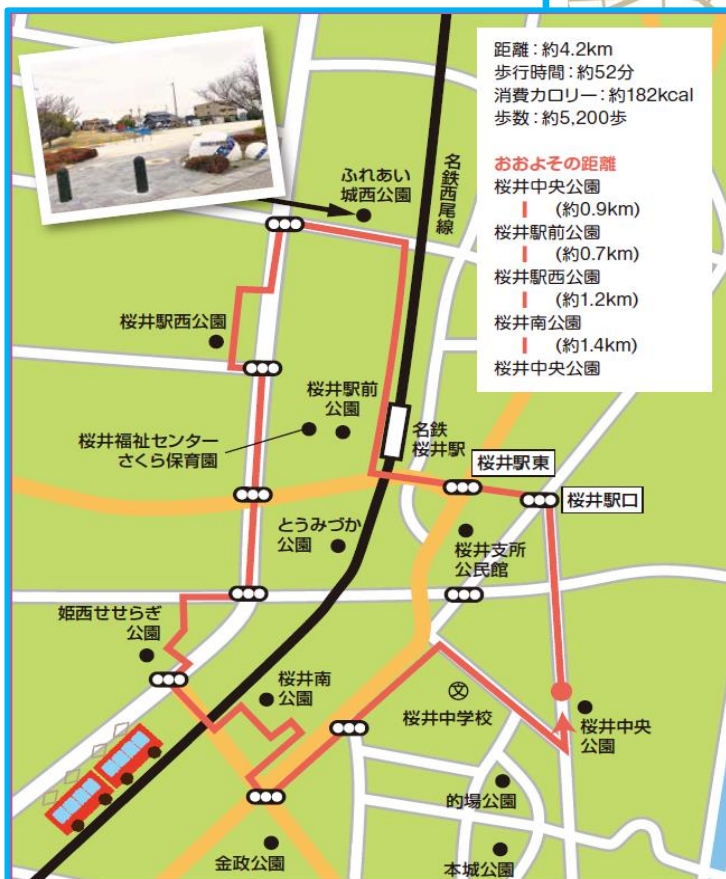 距離：約4.2km
歩行時間：約52分
消費カロリー：約182kcal
歩数：約5,200歩
おおよその距離
桜井中央公園
(約0.9km)
桜井駅前公園
(約0.7km)
桜井駅西公園
(約1.2km)
桜井南公園
(約1.4km)
桜井中央公園
ふれあい
城西公園
名鉄西尾線
桜井駅西公園
桜井駅前
公園
桜井福祉センター
さくら保育園
名鉄
桜井駅
桜井駅東
桜井駅口
とうみづか
公園
桜井支所
公民館
姫西せせらぎ
公園
桜井南
公園
文
桜井中学校
桜井中央
公園
的場公園
金政公園
本城公園